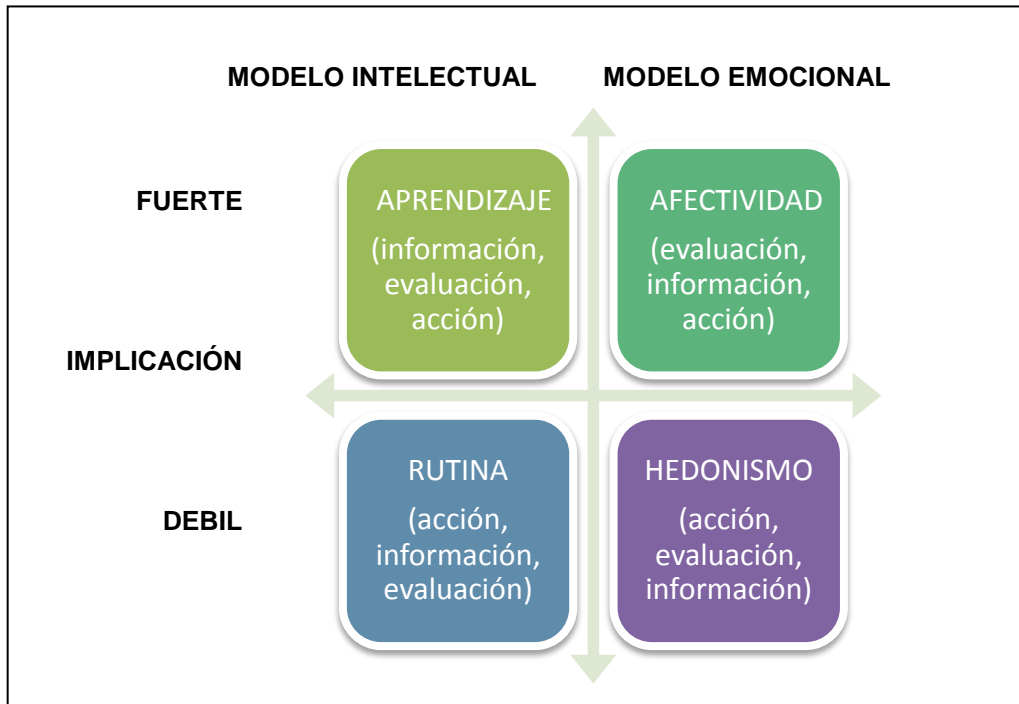 MODELO INTELECTUAL
MODELO EMOCIONAL
FUERTE
APRENDIZAJE
(información,
evaluación,
acción)
AFECTIVIDAD
(evaluación,
información,
acción)
IMPLICACIÓN
DEBIL
RUTINA
(acción,
información,
evaluación)
HEDONISMO
(acción,
evaluación,
información)